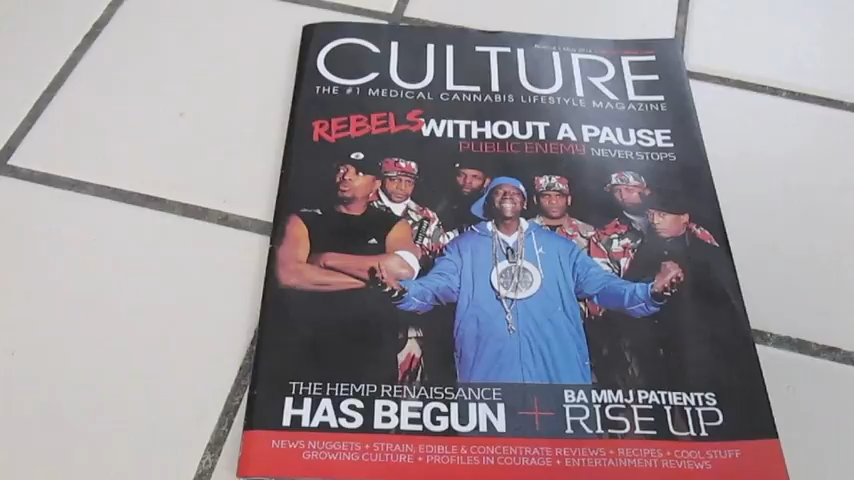 CULTURE
THE #1 MEDICAL CANNABIS LIFESTYLE MAGAZINE
REBELS WITHOUT A PAUSE
PUBLIC ENEMY NEVER STOPS
THE HEMP RENAISSANCE
HAS BEGUN
+
BA MMJ PATIENTS
RISE UP
NEWS NUGGETS + STRAIN, EDIBLE & CONCENTRATE REVIEWS + RECIPES + COOL STUFF
GROWING CULTURE + PROFILES IN COURAGE + ENTERTAINMENT REVIEWS